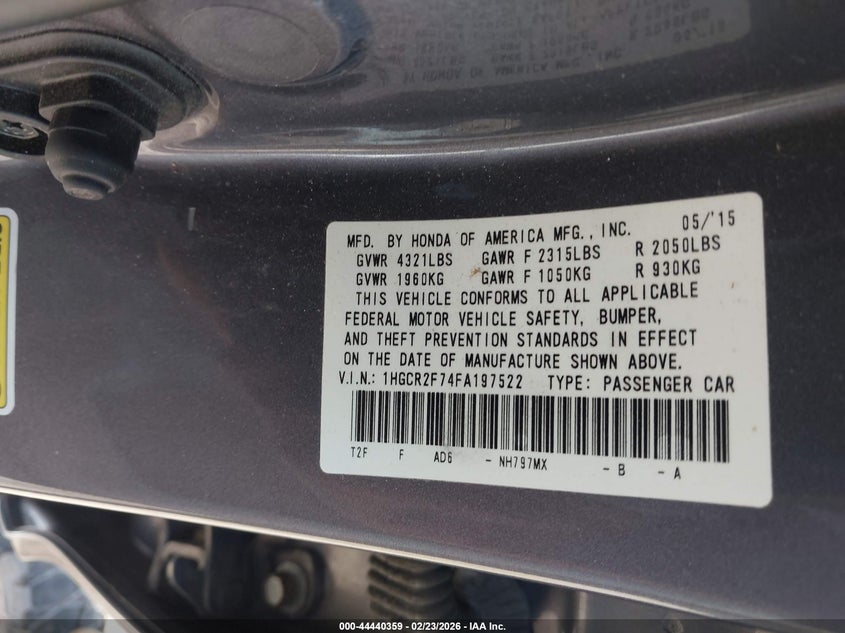 MFD. BY HONDA OF AMERICA MFG., INC. 05/'15
GVWR 4321LBS GAWR F 2315LBS R 2050LBS
GVWR 1960KG GAWR F 1050KG R 930KG
THIS VEHICLE CONFORMS TO ALL APPLICABLE
FEDERAL MOTOR VEHICLE SAFETY, BUMPER,
AND THEFT PREVENTION STANDARDS IN EFFECT
ON THE DATE OF MANUFACTURE SHOWN ABOVE.
V.I.N.: 1HGCR2F74FA197522 TYPE: PASSENGER CAR
T2F F AD6 - NH797MX - B - A
000-44440359 - 02/23/2026 - IAA Inc.